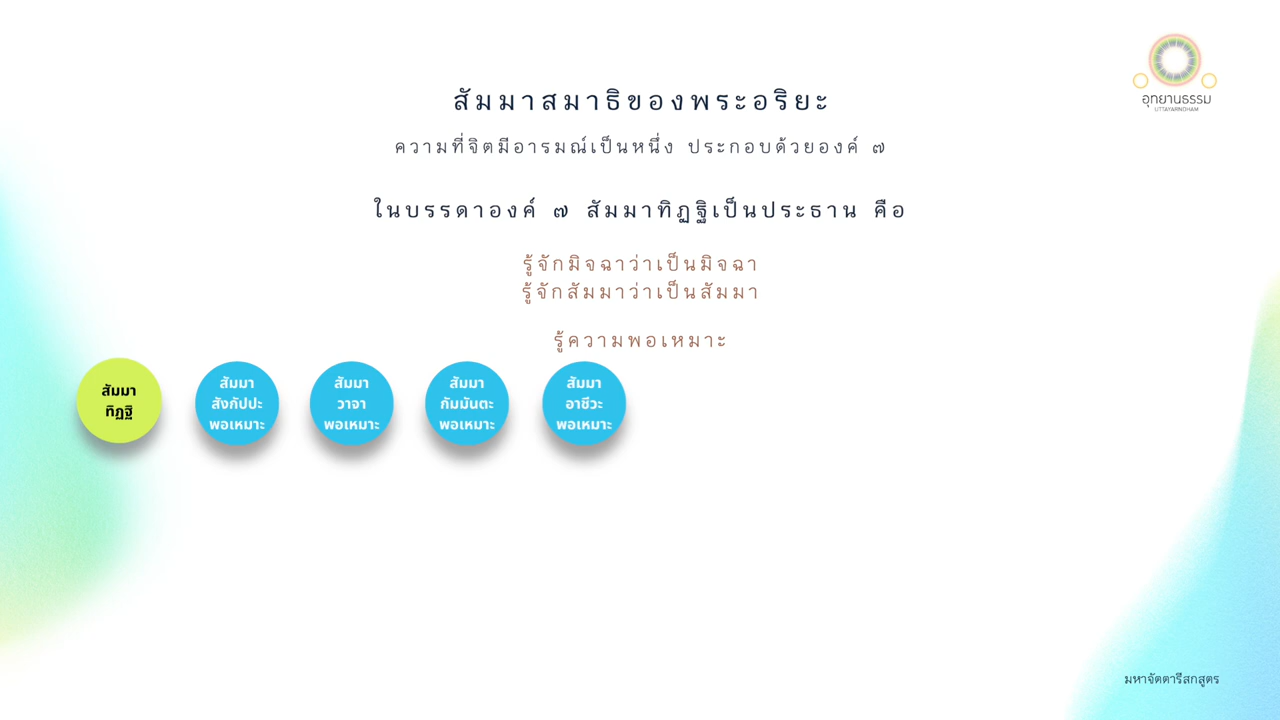 อุทยานธรรม
UTTAYARNDHAM
สัมมาสมาธิของพระอริยะ
ความที่จิตมีอารมณ์เป็นหนึ่ง ประกอบด้วยองค์ ๗
ในบรรดาองค์ ๗ สัมมาทิฏฐิเป็นประธาน คือ
รู้จักมิจฉาว่าเป็นมิจฉา
รู้จักสัมมาว่าเป็นสัมมา
รู้ความพอเหมาะ
สัมมา
ทิฏฐิ
สัมมา
สังกัปปะ
พอเหมาะ
สัมมา
วาจา
พอเหมาะ
สัมมา
กัมมันตะ
พอเหมาะ
สัมมา
อาชีวะ
พอเหมาะ
มหาจัตตารีสกสูตร